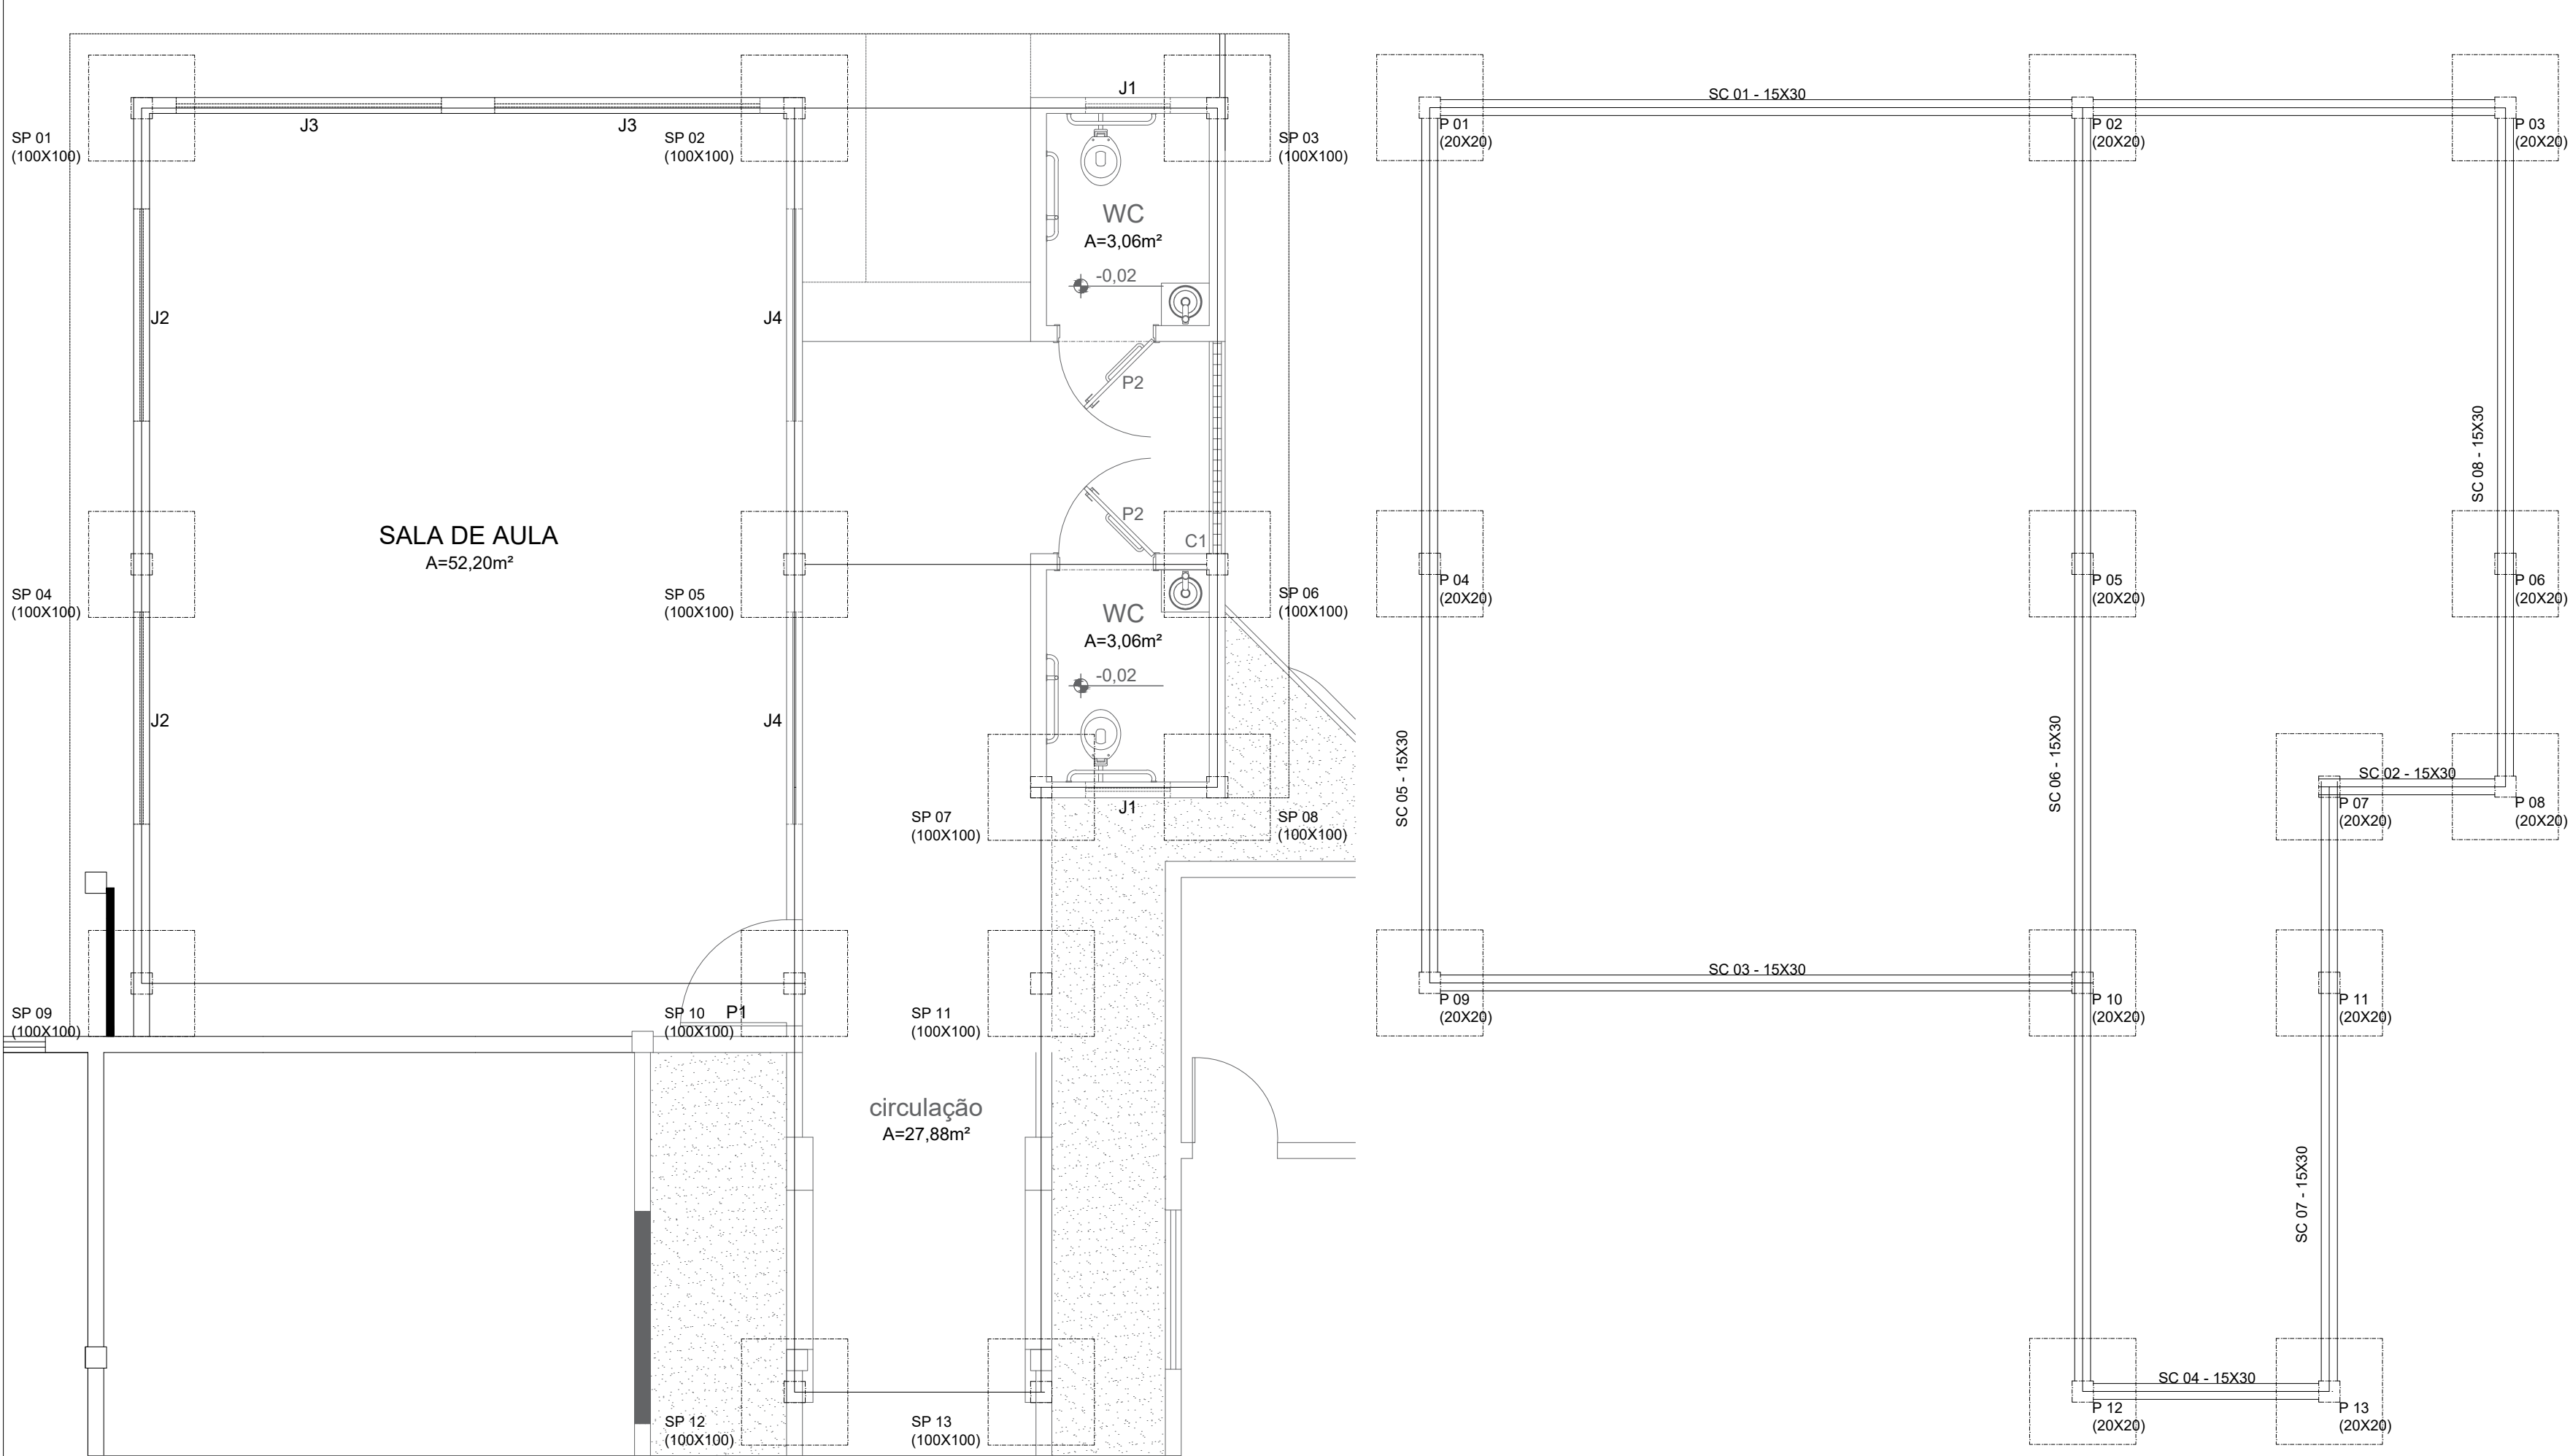 J1
SC 01 - 15X30
J3
J3
SP 01
(100X100)
SP 02
(100X100)
SP 03
(100X100)
P 01
(20X20)
P 02
(20X20)
P 03
(20X20)
WC
A=3,06m²
-0,02
J2
J4
P2
SC 08 - 15X30
P2
SALA DE AULA
A=52,20m²
C1
SP 04
(100X100)
SP 05
(100X100)
SP 06
(100X100)
P 04
(20X20)
P 05
(20X20)
P 06
(20X20)
WC
A=3,06m²
-0,02
J2
J4
SC 05 - 15X30
SC 06 - 15X30
SC 02 - 15X30
J1
SP 07
(100X100)
SP 08
(100X100)
P 07
(20X20)
P 08
(20X20)
SC 03 - 15X30
SP 09
(100X100)
SP 10
(100X100)
P1
SP 11
(100X100)
P 09
(20X20)
P 10
(20X20)
P 11
(20X20)
circulação
A=27,88m²
SC 07 - 15X30
SC 04 - 15X30
SP 12
(100X100)
SP 13
(100X100)
P 12
(20X20)
P 13
(20X20)